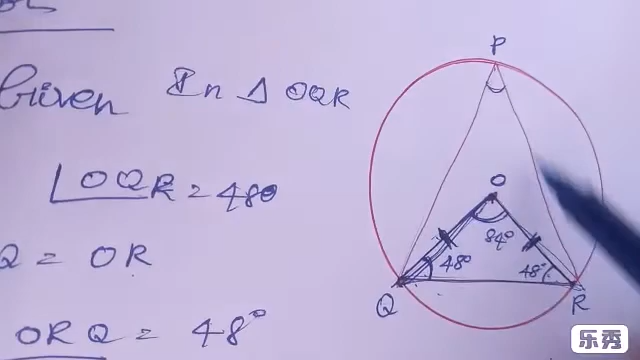 Given In Δ OQR
∠OQR = 48°
Q = OR
ORQ = 48°
P
O
84°
48°
48°
Q
R
乐秀